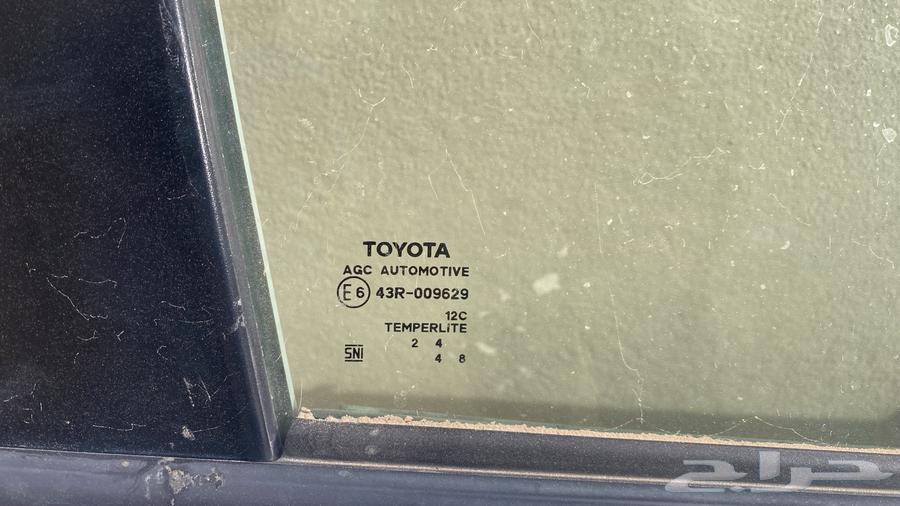 TOYOTA
AGC AUTOMOTIVE
E6 43R-009629
12C
TEMPERLITE
2 4
SNI 4 8
حراج